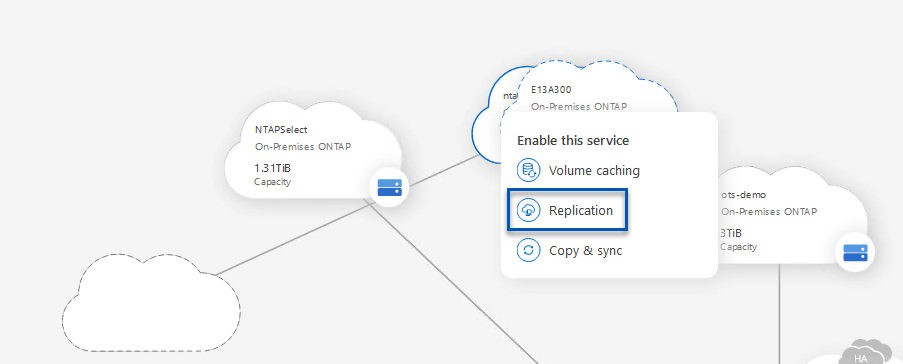 E13A300
On-Premises ONTAP
NTAPSelect
On-Premises ONTAP
1.31TiB
Capacity
Enable this service
Volume caching
Replication
Copy & sync
ots-demo
On-Premises ONTAP
3TiB
Capacity
HA